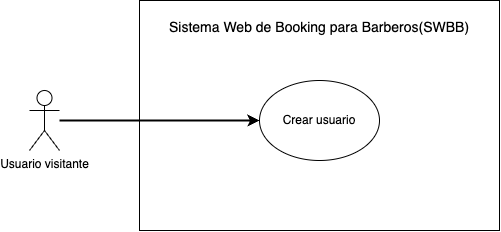 Sistema Web de Booking para Barberos(SWBB)
Crear usuario
Usuario visitante